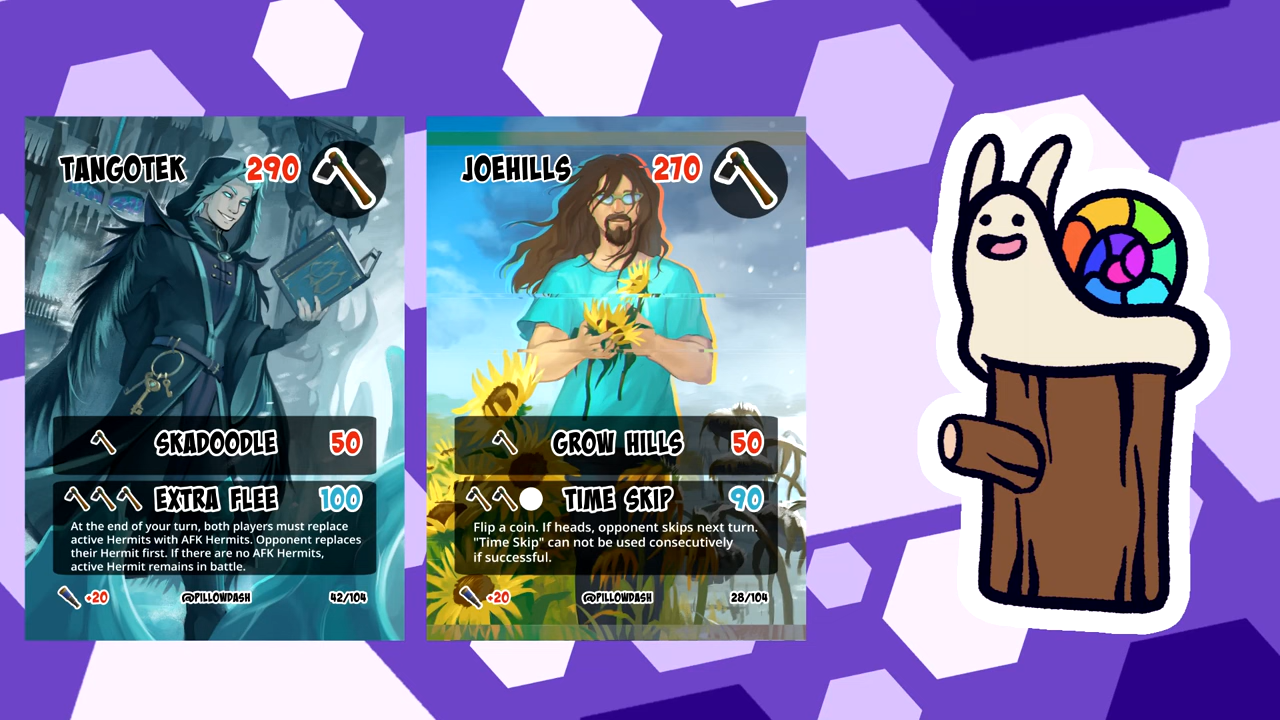 TANGOTEK 290
SKADOODLE 50
EXTRA FLEE 100
At the end of your turn, both players must replace
active Hermits with AFK Hermits. Opponent replaces
their Hermit first. If there are no AFK Hermits,
active Hermit remains in battle.
+20 @PILLOWDASH 42/104
JOEHILLS 270
GROW HILLS 50
TIME SKIP 90
Flip a coin. If heads, opponent skips next turn.
"Time Skip" can not be used consecutively
if successful.
+20 @PILLOWDASH 28/104